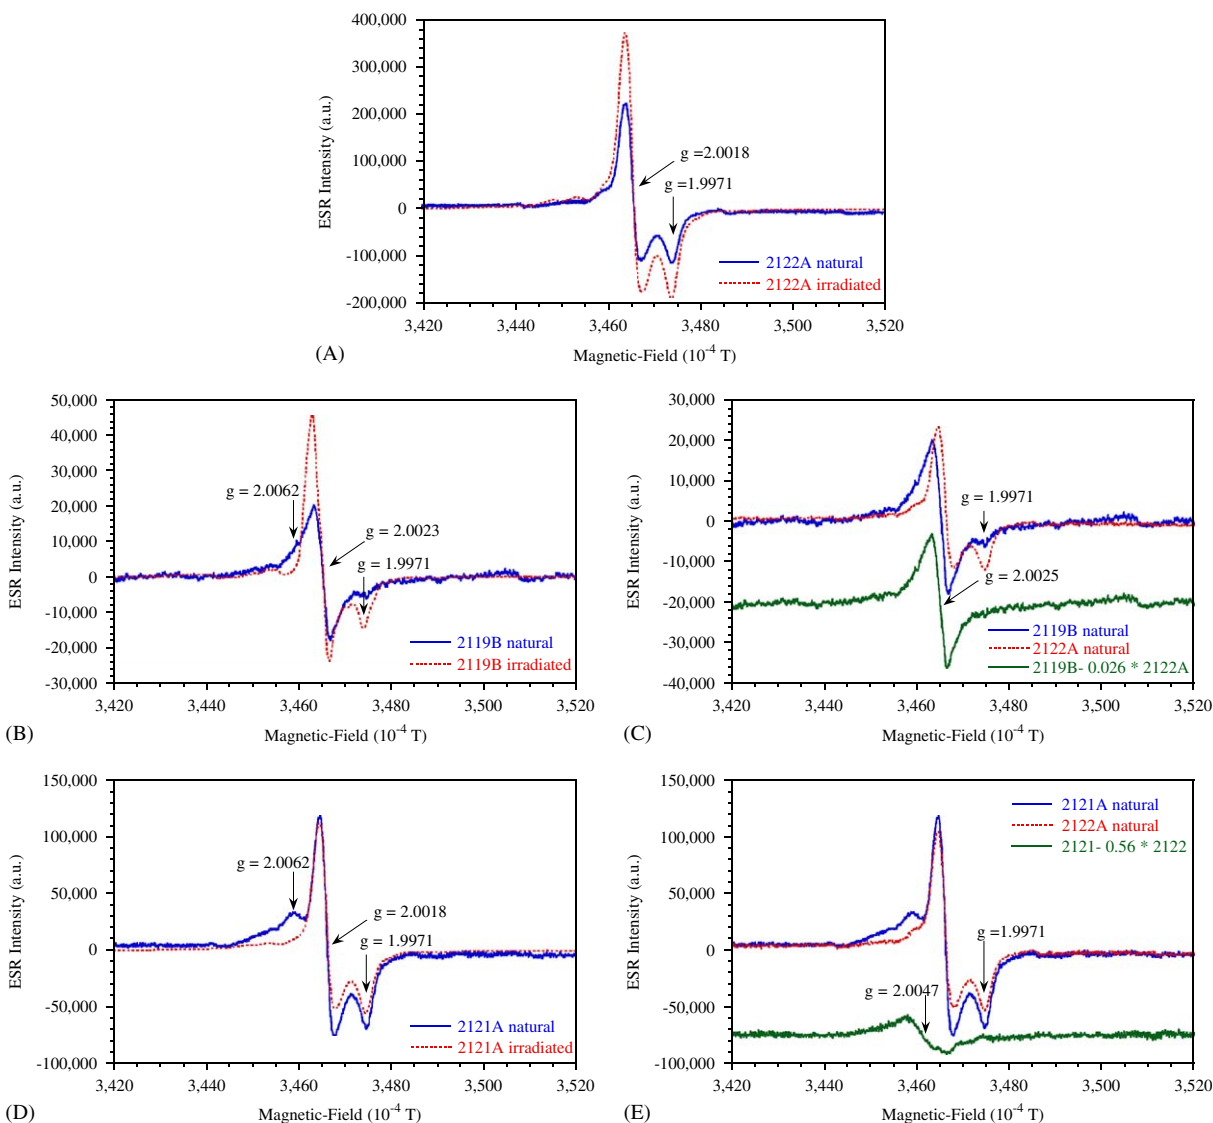 400,000
300,000
200,000
100,000
0
-100,000
-200,000
ESR Intensity (a.u.)
g =2.0018
g =1.9971
2122A natural
2122A irradiated
3,420 3,440 3,460 3,480 3,500 3,520
Magnetic-Field (10⁻⁴ T)
(A)
50,000
40,000
30,000
20,000
10,000
0
-10,000
-20,000
-30,000
ESR Intensity (a.u.)
g = 2.0062
g = 2.0023
g = 1.9971
2119B natural
2119B irradiated
3,420 3,440 3,460 3,480 3,500 3,520
Magnetic-Field (10⁻⁴ T)
(B)
30,000
20,000
10,000
0
-10,000
-20,000
-30,000
-40,000
ESR Intensity (a.u.)
g = 1.9971
g = 2.0025
2119B natural
2122A natural
2119B- 0.026 * 2122A
3,420 3,440 3,460 3,480 3,500 3,520
Magnetic-Field (10⁻⁴ T)
(C)
150,000
100,000
50,000
0
-50,000
-100,000
ESR Intensity (a.u.)
g = 2.0062
g = 2.0018
g = 1.9971
2121A natural
2121A irradiated
3,420 3,440 3,460 3,480 3,500 3,520
Magnetic-Field (10⁻⁴ T)
(D)
150,000
100,000
50,000
0
-50,000
-100,000
ESR Intensity (a.u.)
2121A natural
2122A natural
2121- 0.56 * 2122
g =1.9971
g = 2.0047
3,420 3,440 3,460 3,480 3,500 3,520
Magnetic-Field (10⁻⁴ T)
(E)